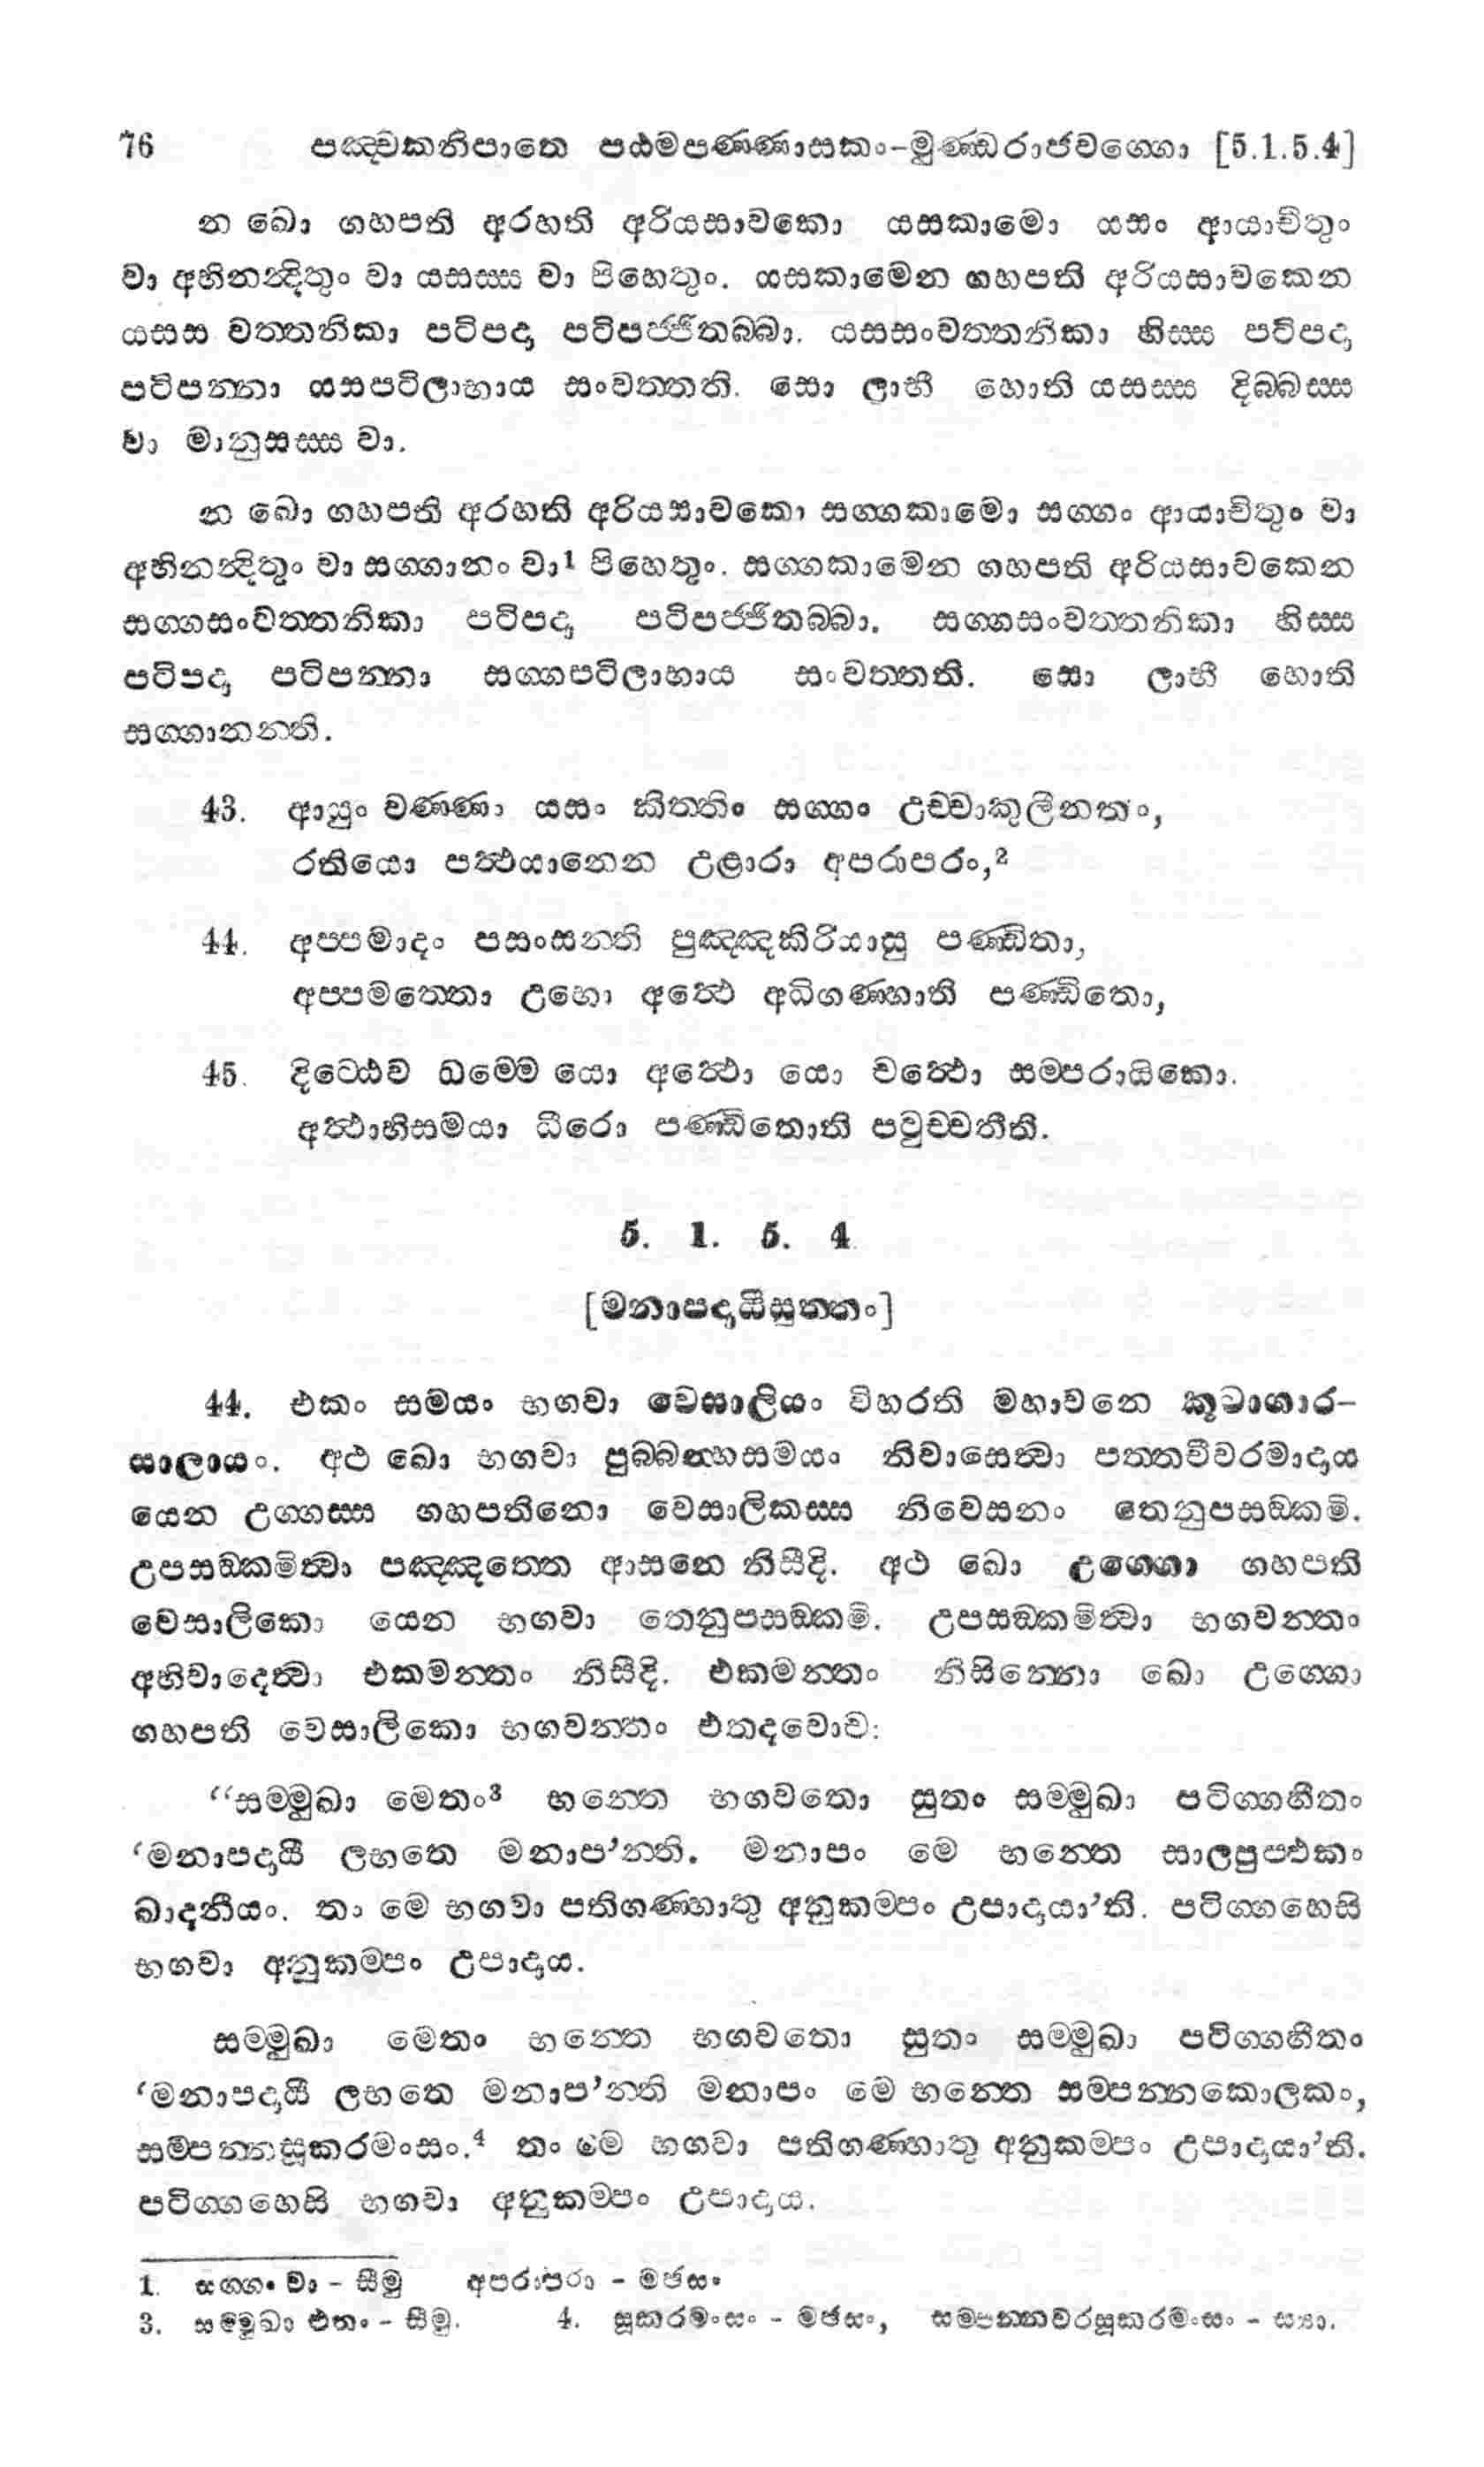 76 පඤ්චකනිපාතෙ පඨමපණ්ණාසකං-මුණ්ඩරාජවග්ගො [5.1.5.4]
න ඛො ගහපති අරහති අරියසාවකො යසකාමො යසං ආයාචිතුං
වා අභිනන්දිතුං වා යසස්ස වා පිහෙතුං. යසකාමෙන ගහපති අරියසාවකෙන
යසස වත්තනිකා පටිපදා පටිපජ්ජිතබ්බා. යසසංවත්තනිකා හිස්ස පටිපදා
පටිපන්නා යසපටිලාභාය සංවත්තති. සො ලාභී හොති යසස්ස දිබ්බස්ස
වා මානුසස්ස වා.
න ඛො ගහපති අරහති අරියසාවකො සග්ගකාමො සග්ගං ආයාචිතුං වා
අභිනන්දිතුං වා සග්ගානං වා1 පිහෙතුං. සග්ගකාමෙන ගහපති අරියසාවකෙන
සග්ගසංවත්තනිකා පටිපදා පටිපජ්ජිතබ්බා. සග්ගසංවත්තනිකා හිස්ස
පටිපදා පටිපන්නා සග්ගපටිලාභාය සංවත්තති. සො ලාභී හොති
සග්ගානන්ති.
43. ආයුං වණ්ණා යසං කිත්තිං සග්ගං උච්චාකුලීනතං,
රතියො පත්ථයානෙන උළාරා අපරාපරං,2
44. අප්පමාදං පසංසන්ති පුඤ්ඤකිරියාසු පණ්ඩිතා,
අප්පමත්තො උභො අත්ථෙ අධිගණ්හාති පණ්ඩිතො,
45. දිට්ඨෙව ධම්මෙ යො අත්ථො යො චත්ථො සම්පරායිකො.
අත්ථාභිසමයා ධීරො පණ්ඩිතොති පවුච්චතීති.
5. 1. 5. 4
[මනාපදායීසුත්තං]
44. එකං සමයං භගවා වෙසාලියං විහරති මහාවනෙ කූටාගාර-
සාලායං. අථ ඛො භගවා පුබ්බණ්හසමයං නිවාසෙත්වා පත්තචීවරමාදාය
යෙන උග්ගස්ස ගහපතිනො වෙසාලිකස්ස නිවෙසනං තෙනුපසඞ්කමි.
උපසඞ්කමිත්වා පඤ්ඤත්තෙ ආසනෙ නිසීදි. අථ ඛො උග්ගො ගහපති
වෙසාලිකො යෙන භගවා තෙනුපසඞ්කමි. උපසඞ්කමිත්වා භගවන්තං
අභිවාදෙත්වා එකමන්තං නිසීදි. එකමන්තං නිසින්නො ඛො උග්ගො
ගහපති වෙසාලිකො භගවන්තං එතදවොච:
“සම්මුඛා මෙතං3 භන්තෙ භගවතො සුතං සම්මුඛා පටිග්ගහීතං
‘මනාපදායී ලභතෙ මනාප’න්ති. මනාපං මෙ භන්තෙ සාලපුප්ඵකං
ඛාදනීයං. තං මෙ භගවා පතිගණ්හාතු අනුකම්පං උපාදායා’ති. පටිග්ගහෙසි
භගවා අනුකම්පං උපාදාය.
සම්මුඛා මෙතං භන්තෙ භගවතො සුතං සම්මුඛා පටිග්ගහීතං
‘මනාපදායී ලභතෙ මනාප’න්ති මනාපං මෙ භන්තෙ සම්පන්නකොලකං,
සම්පන්නසූකරමංසං.4 තං මෙ භගවා පතිගණ්හාතු අනුකම්පං උපාදායා’ති.
පටිග්ගහෙසි භගවා අනුකම්පං උපාදාය.
1. සග්ගං වා - සීමු අපරාපරා - මඡසං
3. සම්මුඛා එතං - සීමු. 4. සූකරමංසං - මඡසං, සම්පන්නවරසූකරමංසං - ස්‍යා.